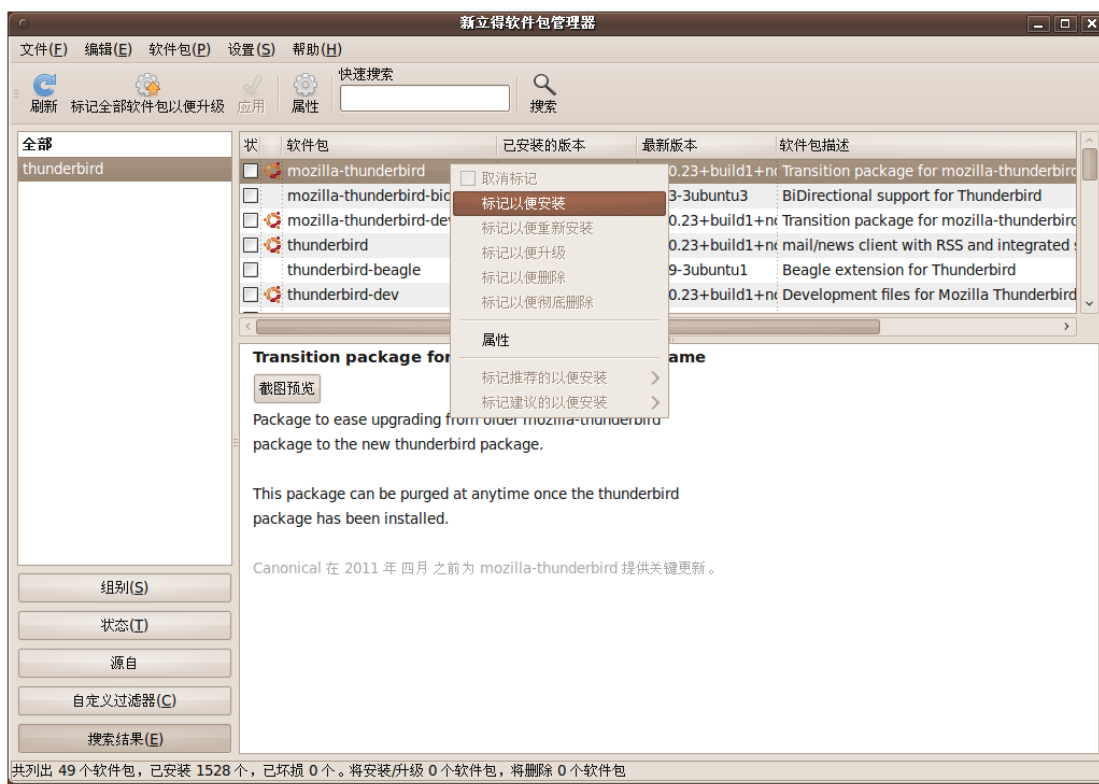 新立得软件包管理器
文件(F) 编辑(E) 软件包(P) 设置(S) 帮助(H)
刷新 标记全部软件包以便升级 应用 属性 快速搜索 搜索
全部
thunderbird
状 软件包 已安装的版本 最新版本 软件包描述
mozilla-thunderbird 0.23+build1+n Transition package for mozilla-thunderbird
mozilla-thunderbird-bid 3-3ubuntu3 BiDirectional support for Thunderbird
mozilla-thunderbird-de 0.23+build1+n Transition package for mozilla-thunderbird
thunderbird 0.23+build1+n mail/news client with RSS and integrated
thunderbird-beagle 9-3ubuntu1 Beagle extension for Thunderbird
thunderbird-dev 0.23+build1+n Development files for Mozilla Thunderbird
取消标记
标记以便安装
标记以便重新安装
标记以便升级
标记以便删除
标记以便彻底删除
属性
标记推荐的以便安装
标记建议的以便安装
Transition package for ame
截图预览
Package to ease upgrading from older mozilla-thunderbird
package to the new thunderbird package.
This package can be purged at anytime once the thunderbird
package has been installed.
Canonical 在 2011 年 四月 之前为 mozilla-thunderbird 提供关键更新。
组别(S)
状态(T)
源自
自定义过滤器(C)
搜索结果(E)
共列出 49 个软件包，已安装 1528 个，已坏损 0 个。将安装/升级 0 个软件包，将删除 0 个软件包